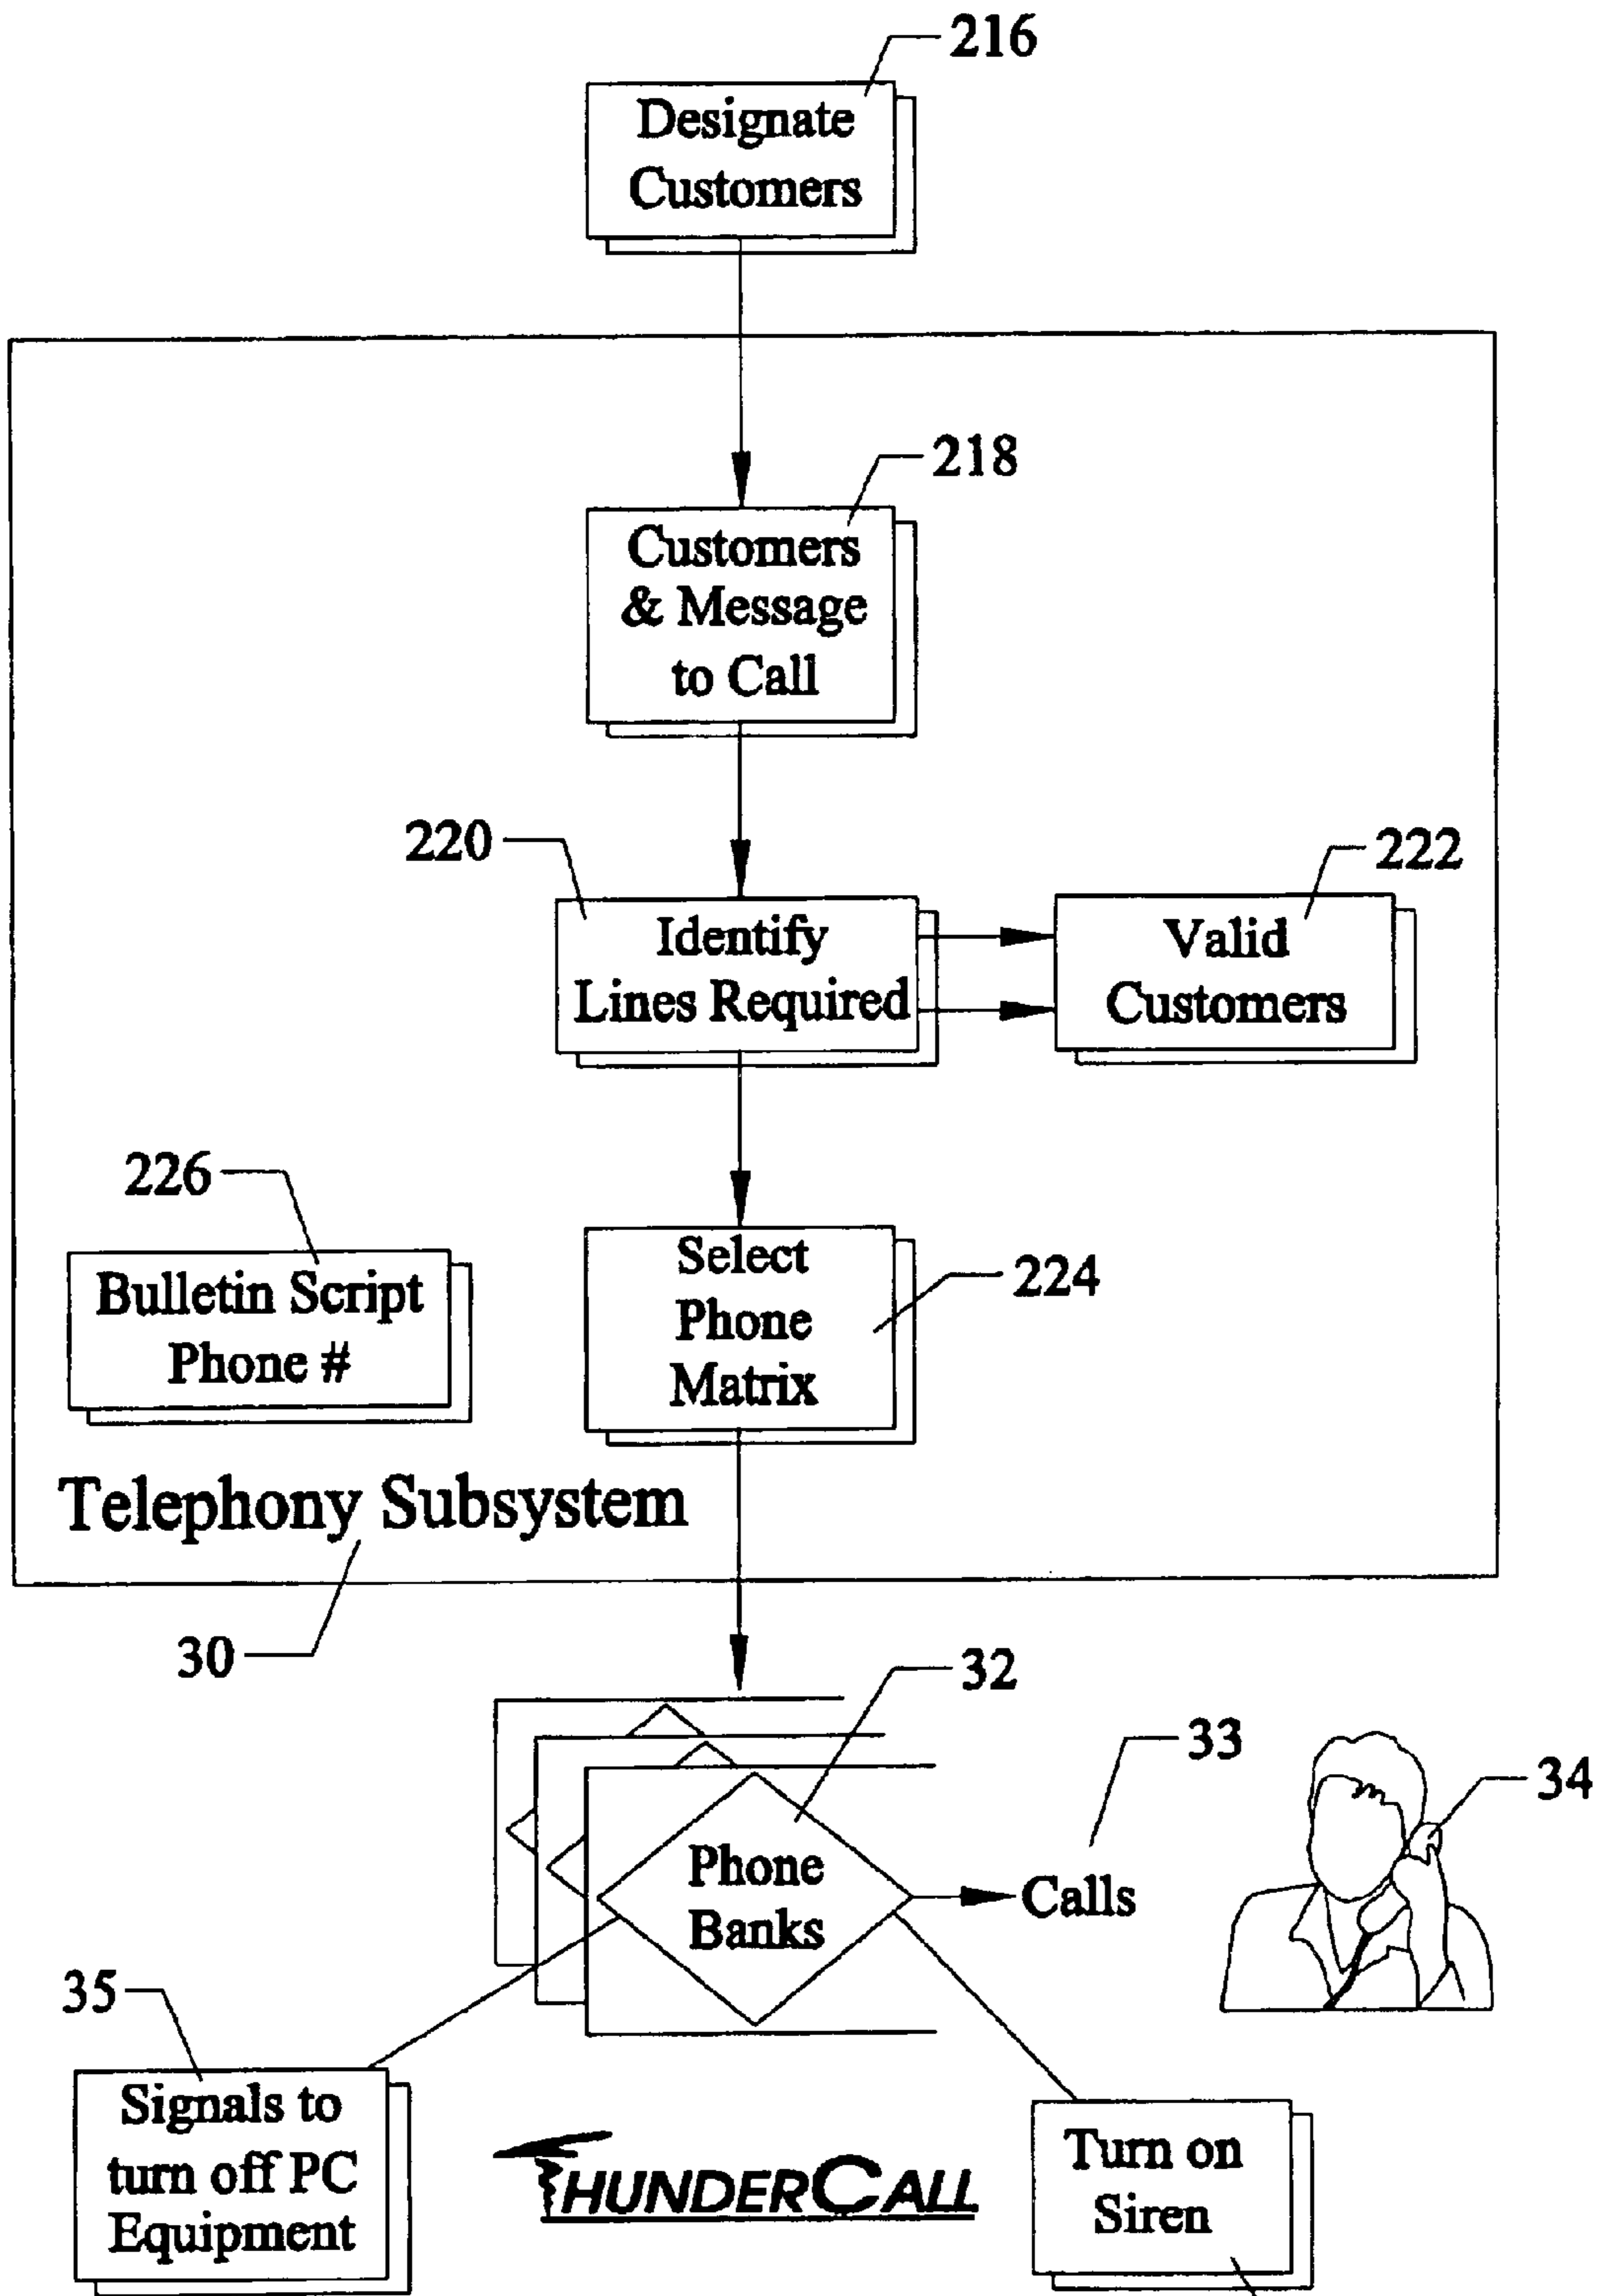 216
Designate
Customers
218
Customers
& Message
to Call
220
222
Identify
Lines Required
Valid
Customers
226
Bulletin Script
Phone #
Select
Phone
Matrix
224
Telephony Subsystem
30
32
33
34
Phone
Banks
Calls
35
Signals to
turn off PC
Equipment
THUNDERCALL
Turn on
Siren